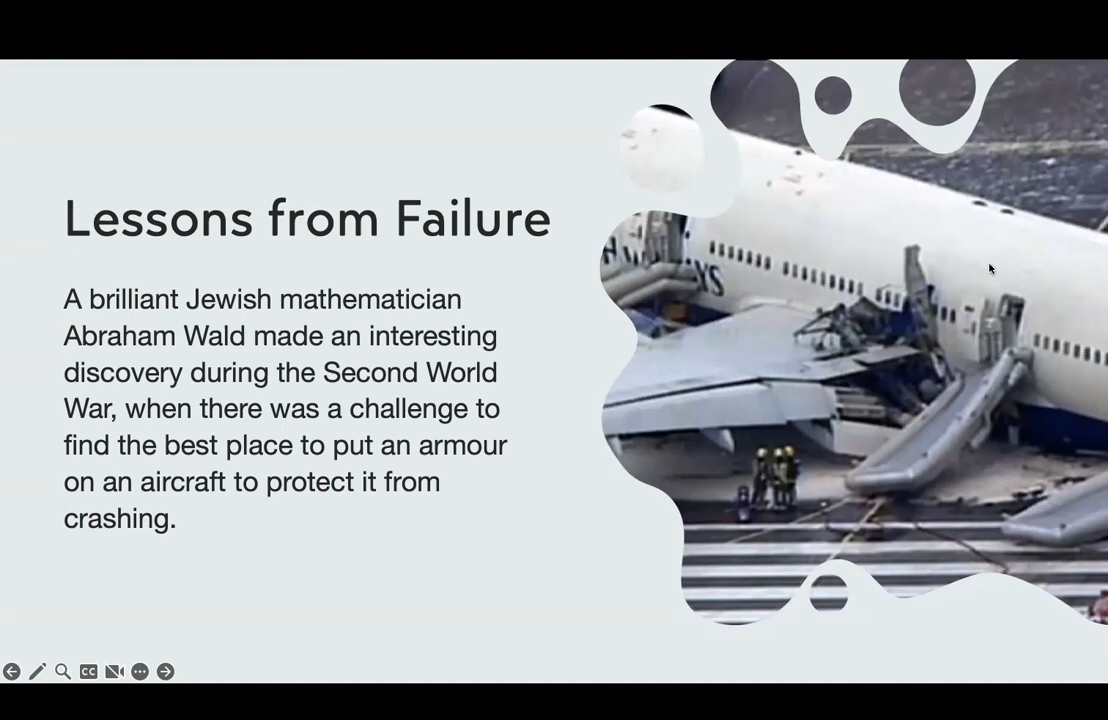 Lessons from Failure
A brilliant Jewish mathematician
Abraham Wald made an interesting
discovery during the Second World
War, when there was a challenge to
find the best place to put an armour
on an aircraft to protect it from
crashing.
CC